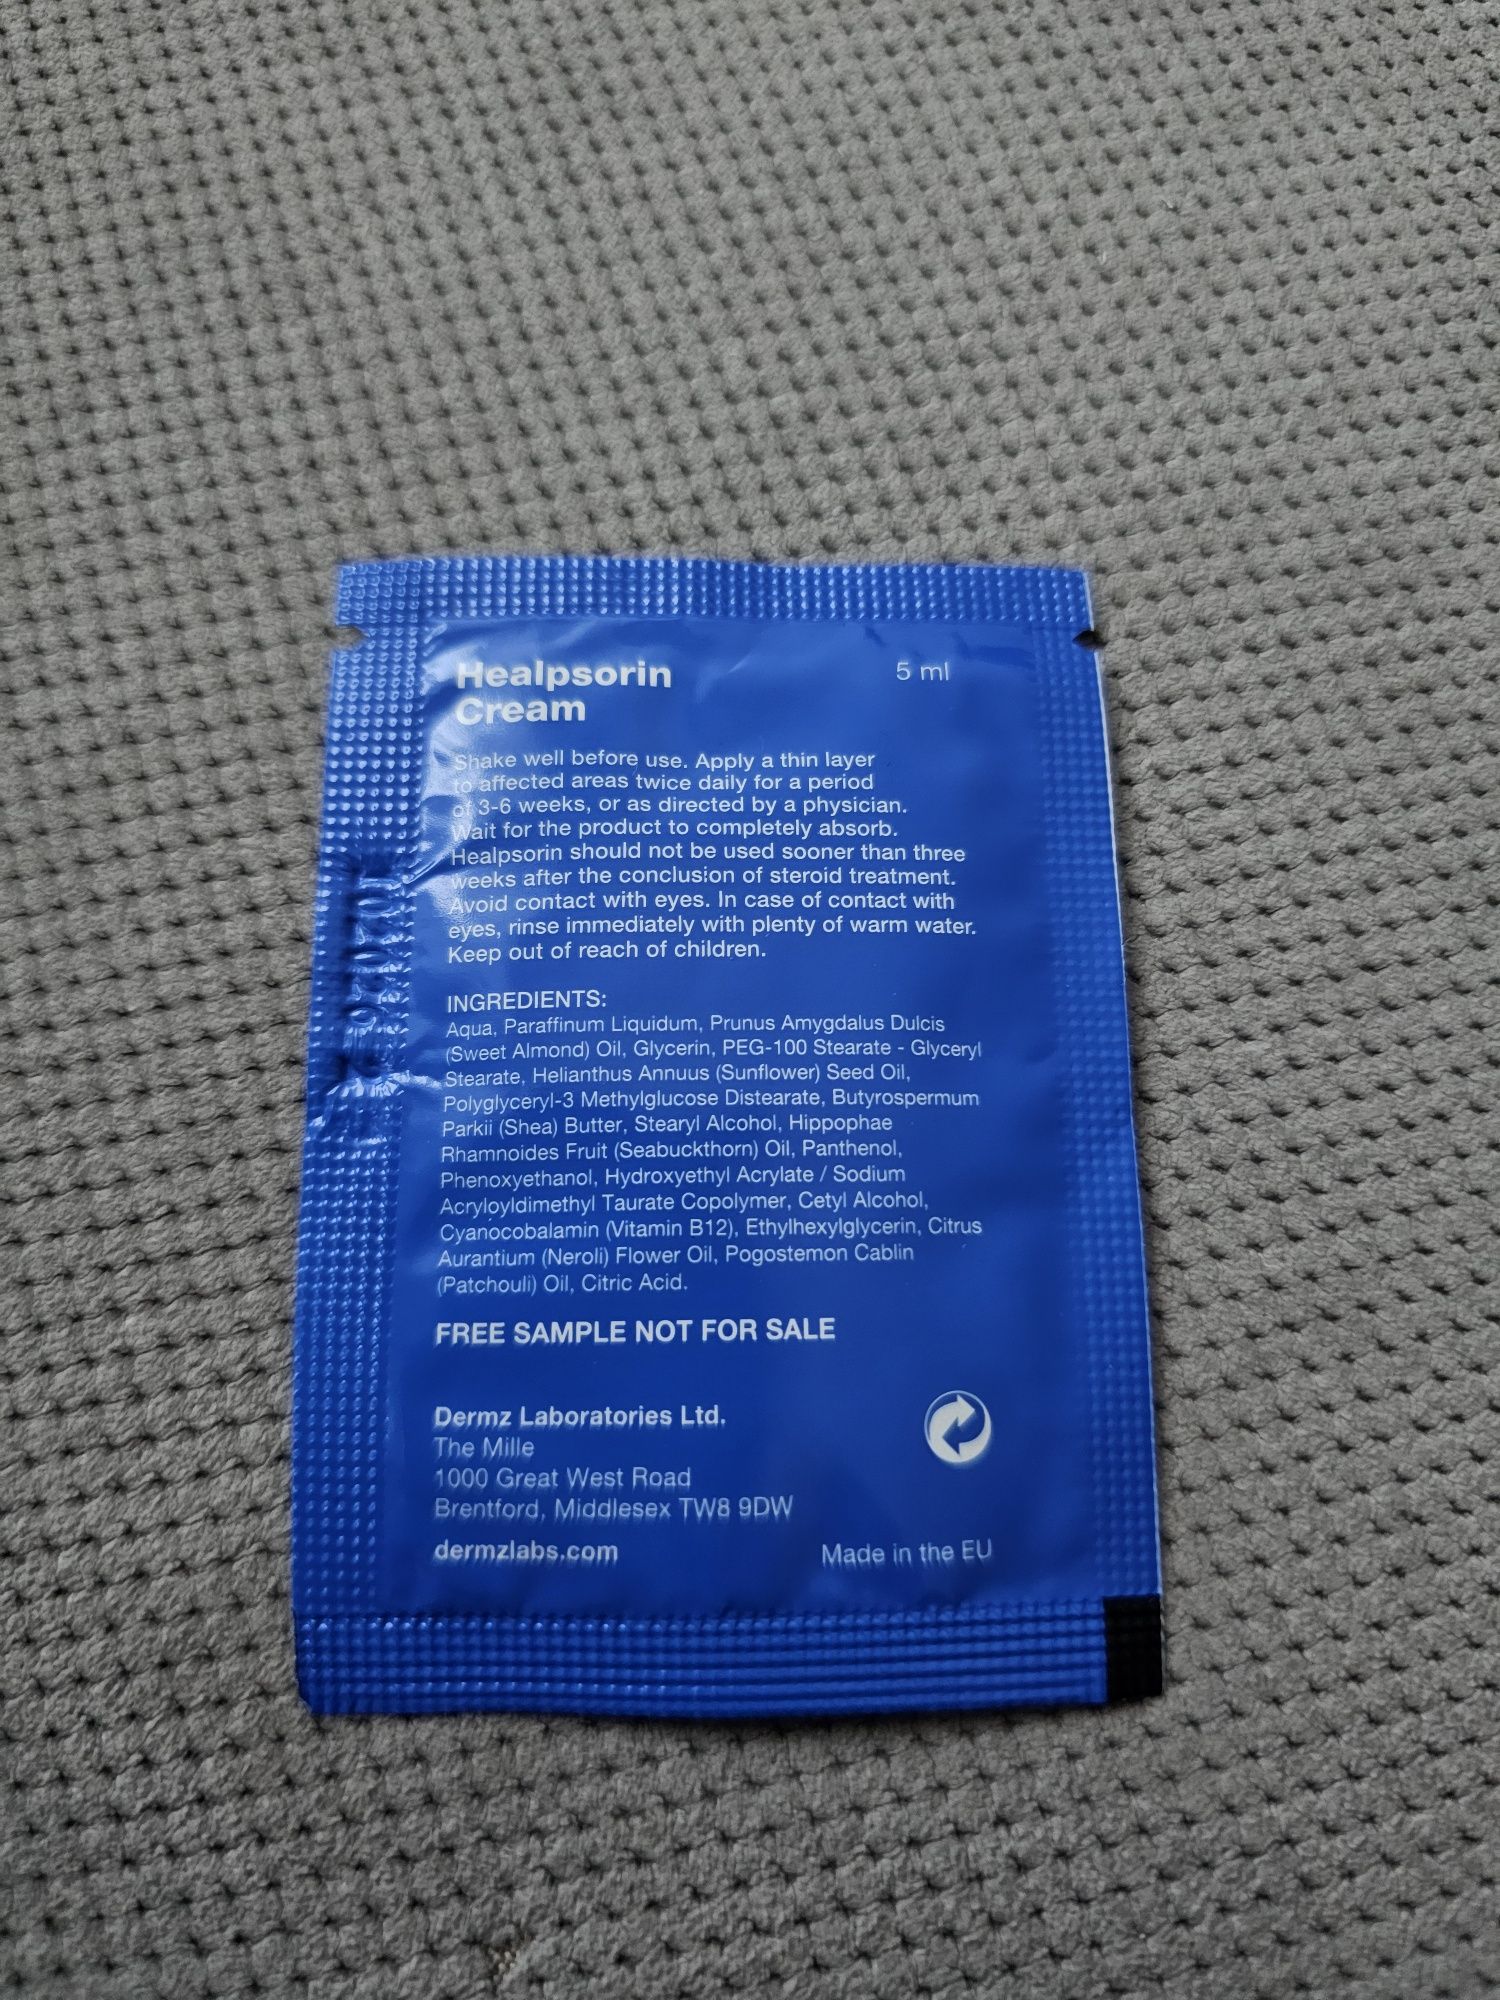 Healpsorin
Cream
5 ml
Shake well before use. Apply a thin layer
to affected areas twice daily for a period
of 3-6 weeks, or as directed by a physician.
Wait for the product to completely absorb.
Healpsorin should not be used sooner than three
weeks after the conclusion of steroid treatment.
Avoid contact with eyes. In case of contact with
eyes, rinse immediately with plenty of warm water.
Keep out of reach of children.
INGREDIENTS:
Aqua, Paraffinum Liquidum, Prunus Amygdalus Dulcis
(Sweet Almond) Oil, Glycerin, PEG-100 Stearate - Glyceryl
Stearate, Helianthus Annuus (Sunflower) Seed Oil,
Polyglyceryl-3 Methylglucose Distearate, Butyrospermum
Parkii (Shea) Butter, Stearyl Alcohol, Hippophae
Rhamnoides Fruit (Seabuckthorn) Oil, Panthenol,
Phenoxyethanol, Hydroxyethyl Acrylate / Sodium
Acryloyldimethyl Taurate Copolymer, Cetyl Alcohol,
Cyanocobalamin (Vitamin B12), Ethylhexylglycerin, Citrus
Aurantium (Neroli) Flower Oil, Pogostemon Cablin
(Patchouli) Oil, Citric Acid.
FREE SAMPLE NOT FOR SALE
Dermz Laboratories Ltd.
The Mille
1000 Great West Road
Brentford, Middlesex TW8 9DW
dermzlabs.com
Made in the EU